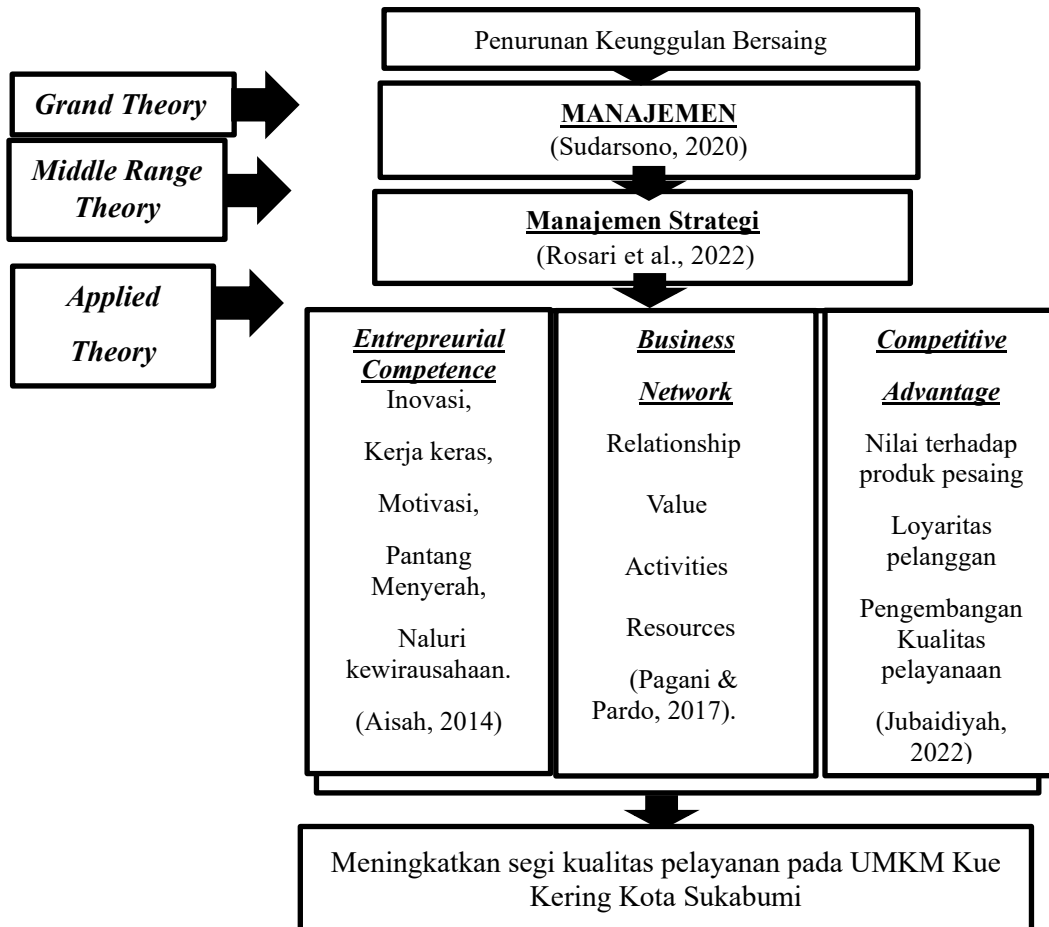 Penurunan Keunggulan Bersaing
Grand Theory
MANAJEMEN
(Sudarsono, 2020)
Middle Range
Theory
Manajemen Strategi
(Rosari et al., 2022)
Applied
Theory
Entrepreurial
Competence
Inovasi,
Kerja keras,
Motivasi,
Pantang
Menyerah,
Naluri
kewirausahaan.
(Aisah, 2014)
Business
Network
Relationship
Value
Activities
Resources
(Pagani &
Pardo, 2017).
Competitive
Advantage
Nilai terhadap
produk pesaing
Loyaritas
pelanggan
Pengembangan
Kualitas
pelayanaan
(Jubaidiyah,
2022)
Meningkatkan segi kualitas pelayanan pada UMKM Kue
Kering Kota Sukabumi